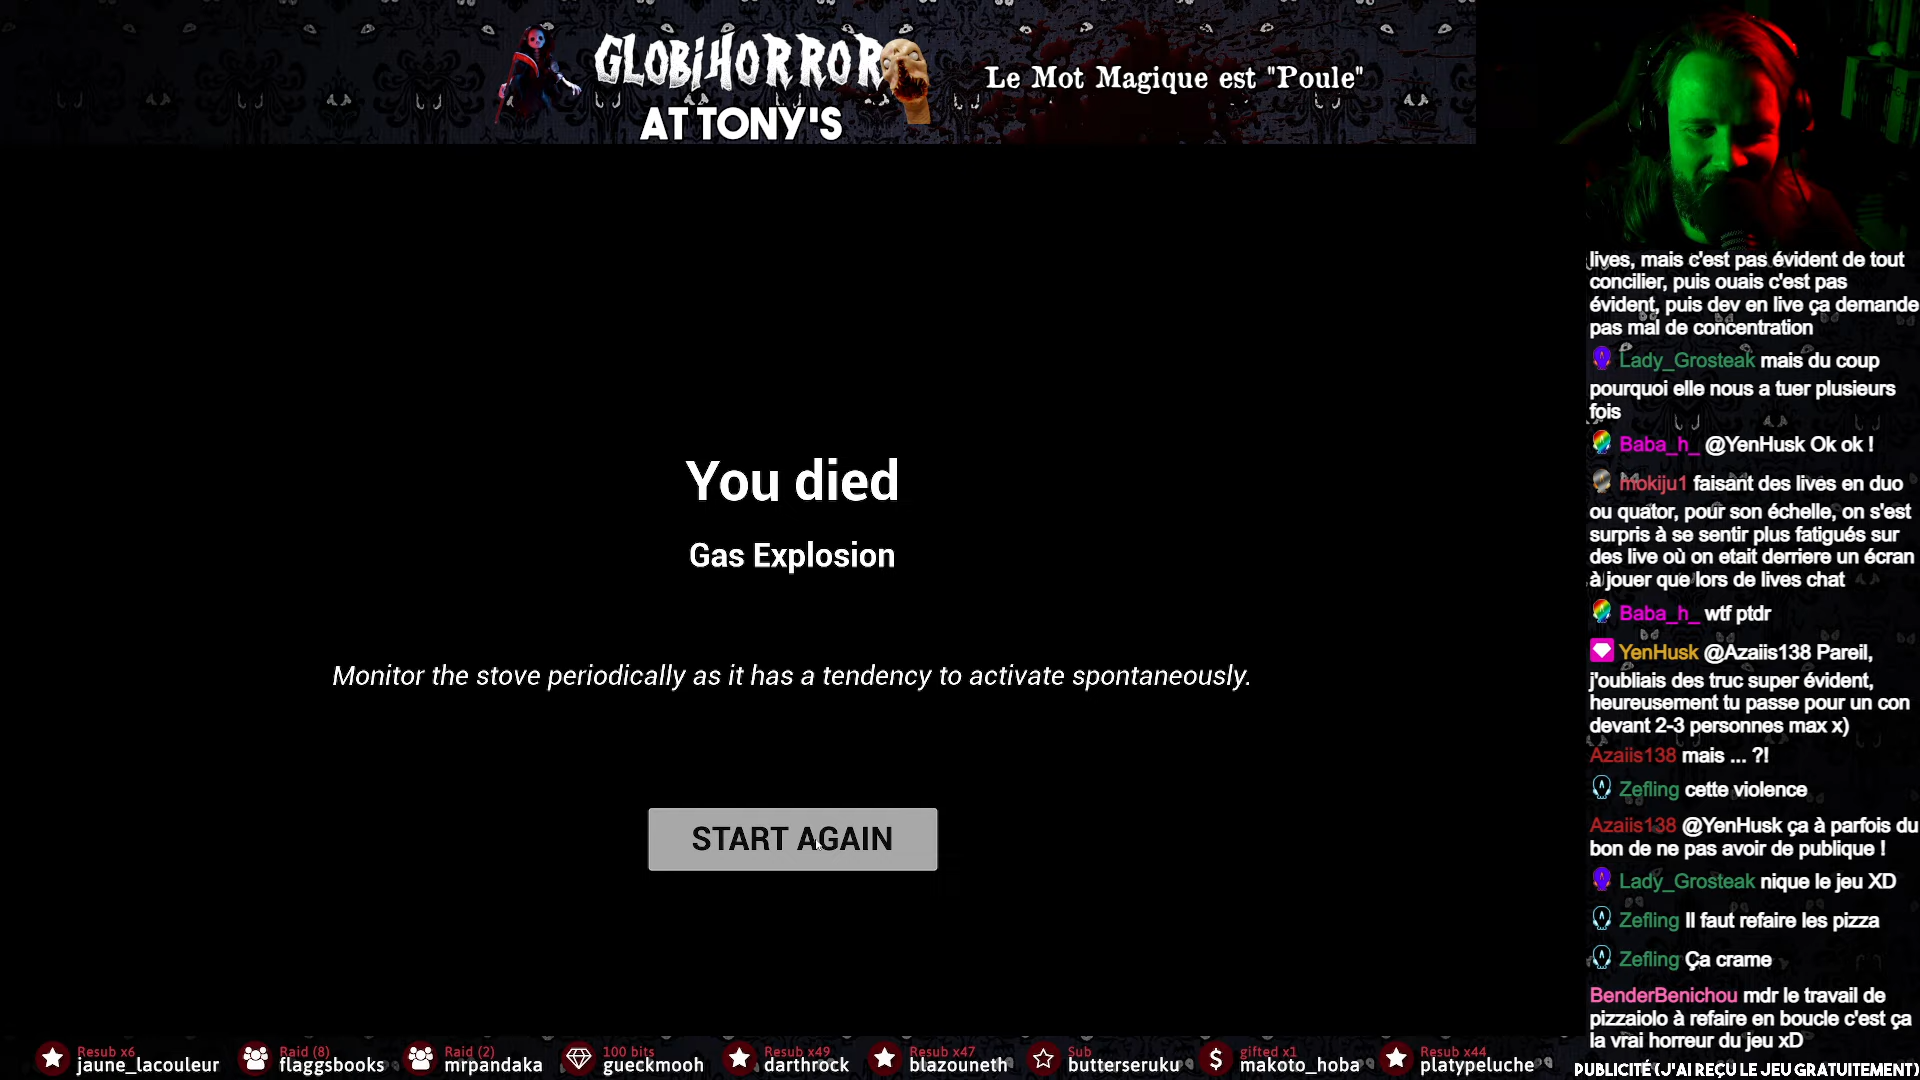 GLOBIHORROR
AT TONY'S
Le Mot Magique est "Poule"
You died
Gas Explosion
Monitor the stove periodically as it has a tendency to activate spontaneously.
START AGAIN
lives, mais c'est pas évident de tout
concilier, puis ouais c'est pas
évident, puis dev en live ça demande
pas mal de concentration
Lady_Grosteak mais du coup
pourquoi elle nous a tuer plusieurs
fois
Baba_h_ @YenHusk Ok ok !
mokiju1 faisant des lives en duo
ou quator, pour son échelle, on s'est
surpris à se sentir plus fatigués sur
des live où on etait derriere un écran
à jouer que lors de lives chat
Baba_h_ wtf ptdr
YenHusk @Azaiis138 Pareil,
j'oubliais des truc super évident,
heureusement tu passe pour un con
devant 2-3 personnes max x)
Azaiis138 mais ... ?!
Zefling cette violence
Azaiis138 @YenHusk ça à parfois du
bon de ne pas avoir de publique !
Lady_Grosteak nique le jeu XD
Zefling Il faut refaire les pizza
Zefling Ça crame
BenderBenichou mdr le travail de
pizzaiolo à refaire en boucle c'est ça
la vrai horreur du jeu xD
Resub x6
jaune_lacouleur
Raid (8)
flaggsbooks
Raid (2)
mrpandaka
100 bits
gueckmooh
Resub x49
darthrock
Resub x47
blazouneth
Sub
butterseruku
gifted x1
makoto_hoba
Resub x44
platypeluche
PUBLICITÉ (J'AI REÇU LE JEU GRATUITEMENT)